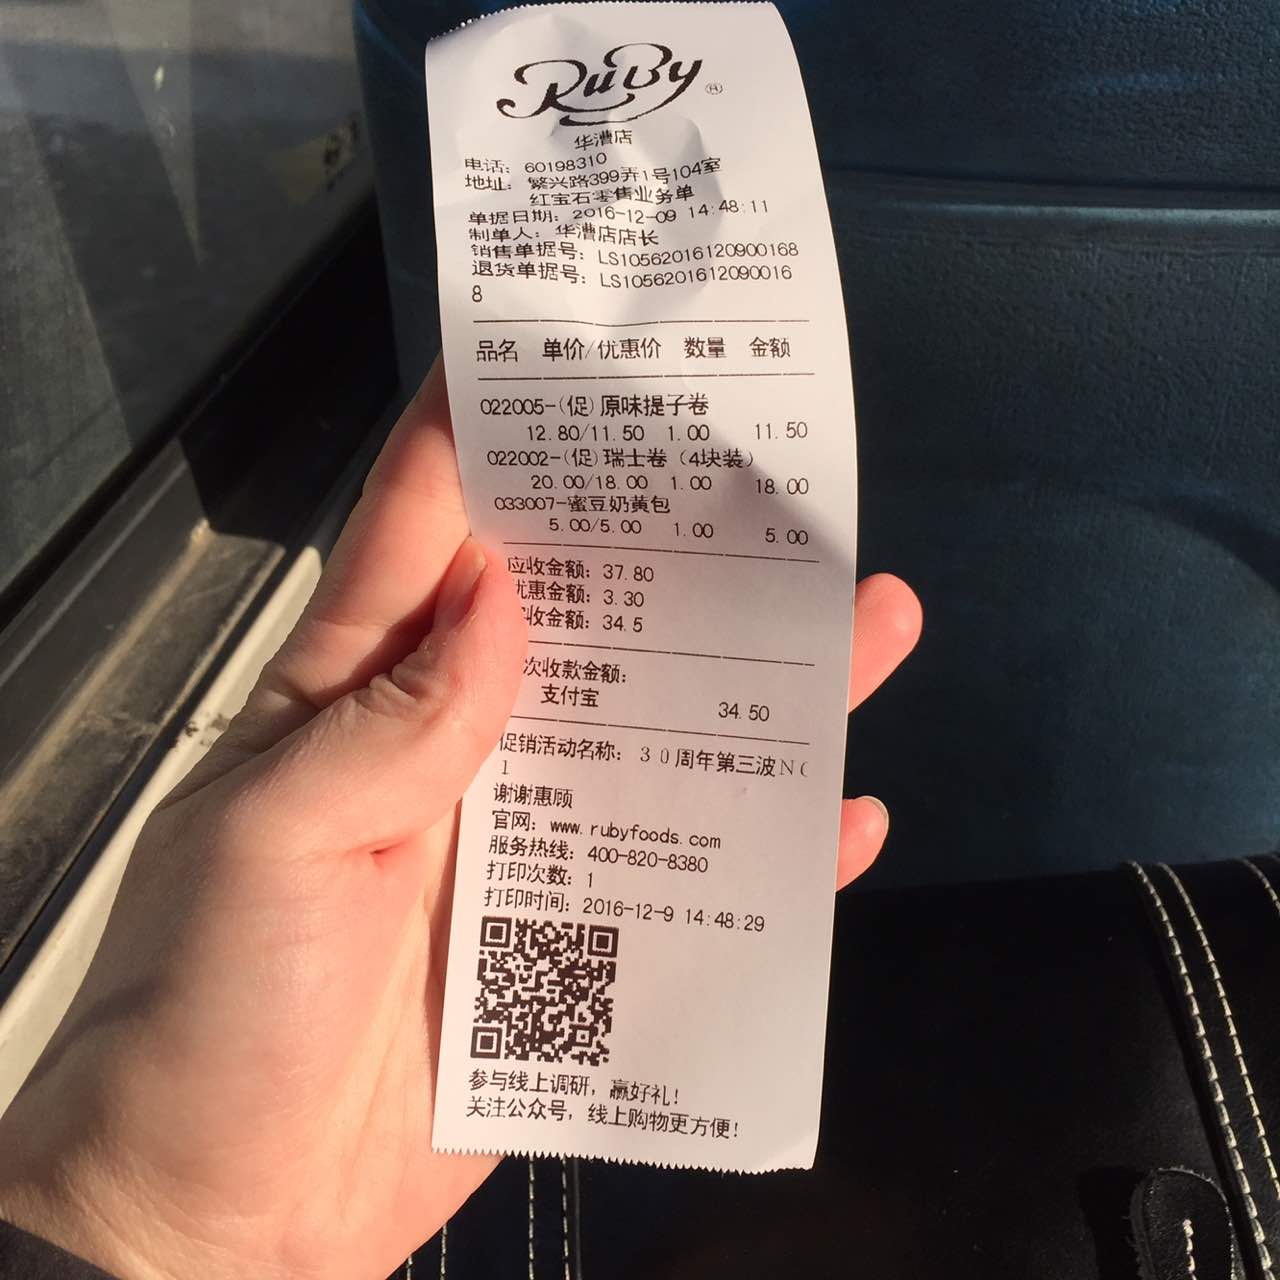 RuBy
华漕店
电话: 60198310
地址: 繁兴路399弄1号104室
红宝石零售业务单
单据日期: 2016-12-09 14:48:11
制单人: 华漕店店长
销售单据号: LS10562016120900168
退货单据号: LS1056201612090016
8
品名 单价/优惠价 数量 金额
022005-(促)原味提子卷
12.80/11.50 1.00 11.50
022002-(促)瑞士卷（4块装）
20.00/18.00 1.00 18.00
033007-蜜豆奶黄包
5.00/5.00 1.00 5.00
应收金额: 37.80
优惠金额: 3.30
收金额: 34.5
次收款金额:
支付宝 34.50
促销活动名称: 30周年第三波N
1
谢谢惠顾
官网: www.rubyfoods.com
服务热线: 400-820-8380
打印次数: 1
打印时间: 2016-12-9 14:48:29
参与线上调研, 赢好礼!
关注公众号, 线上购物更方便!